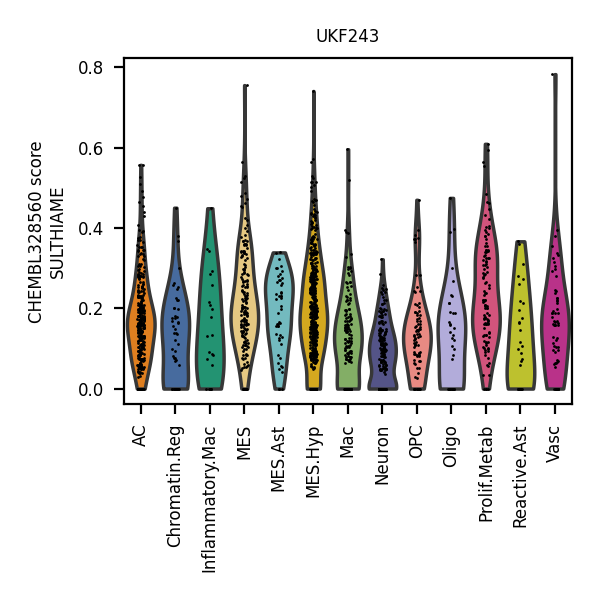 UKF243
CHEMBL328560 score
SULTHIAME
0.8
0.6
0.4
0.2
0.0
AC
Chromatin.Reg
Inflammatory.Mac
MES
MES.Ast
MES.Hyp
Mac
Neuron
OPC
Oligo
Prolif.Metab
Reactive.Ast
Vasc